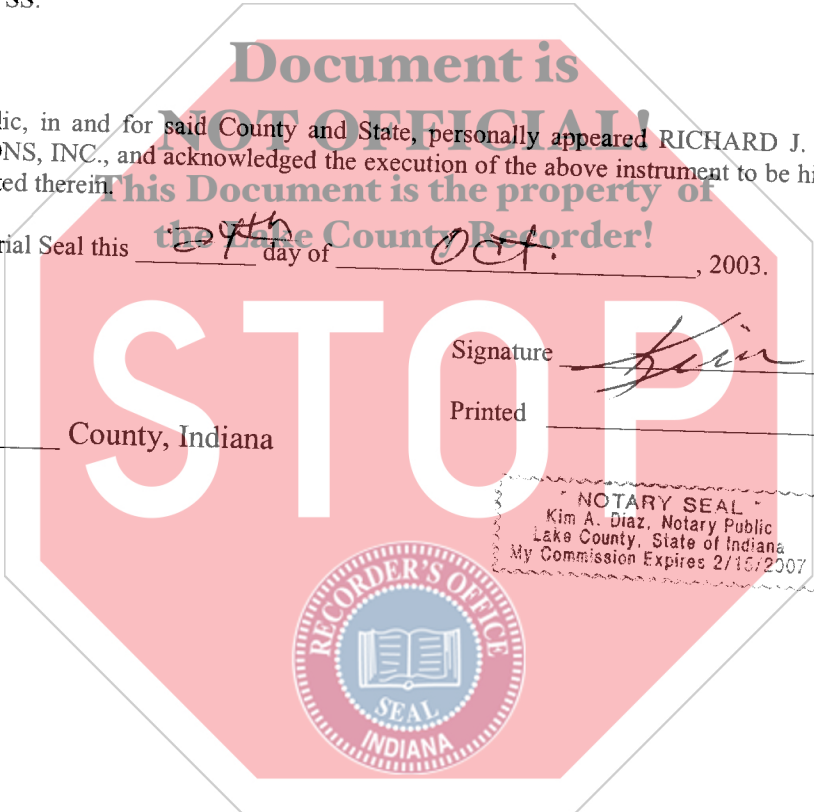 SS:
Document is
NOT OFFICIAL!
lic, in and for said County and State, personally appeared RICHARD J.
ONS, INC., and acknowledged the execution of the above instrument to be hi
ted therein.
This Document is the property of
the Lake County Recorder!
rial Seal this 24th day of Oct. , 2003.
STOP
Signature Kim
Printed
County, Indiana
NOTARY SEAL
Kim A. Diaz, Notary Public
Lake County, State of Indiana
My Commission Expires 2/15/2007
RECORDER'S OFFICE
SEAL
INDIANA